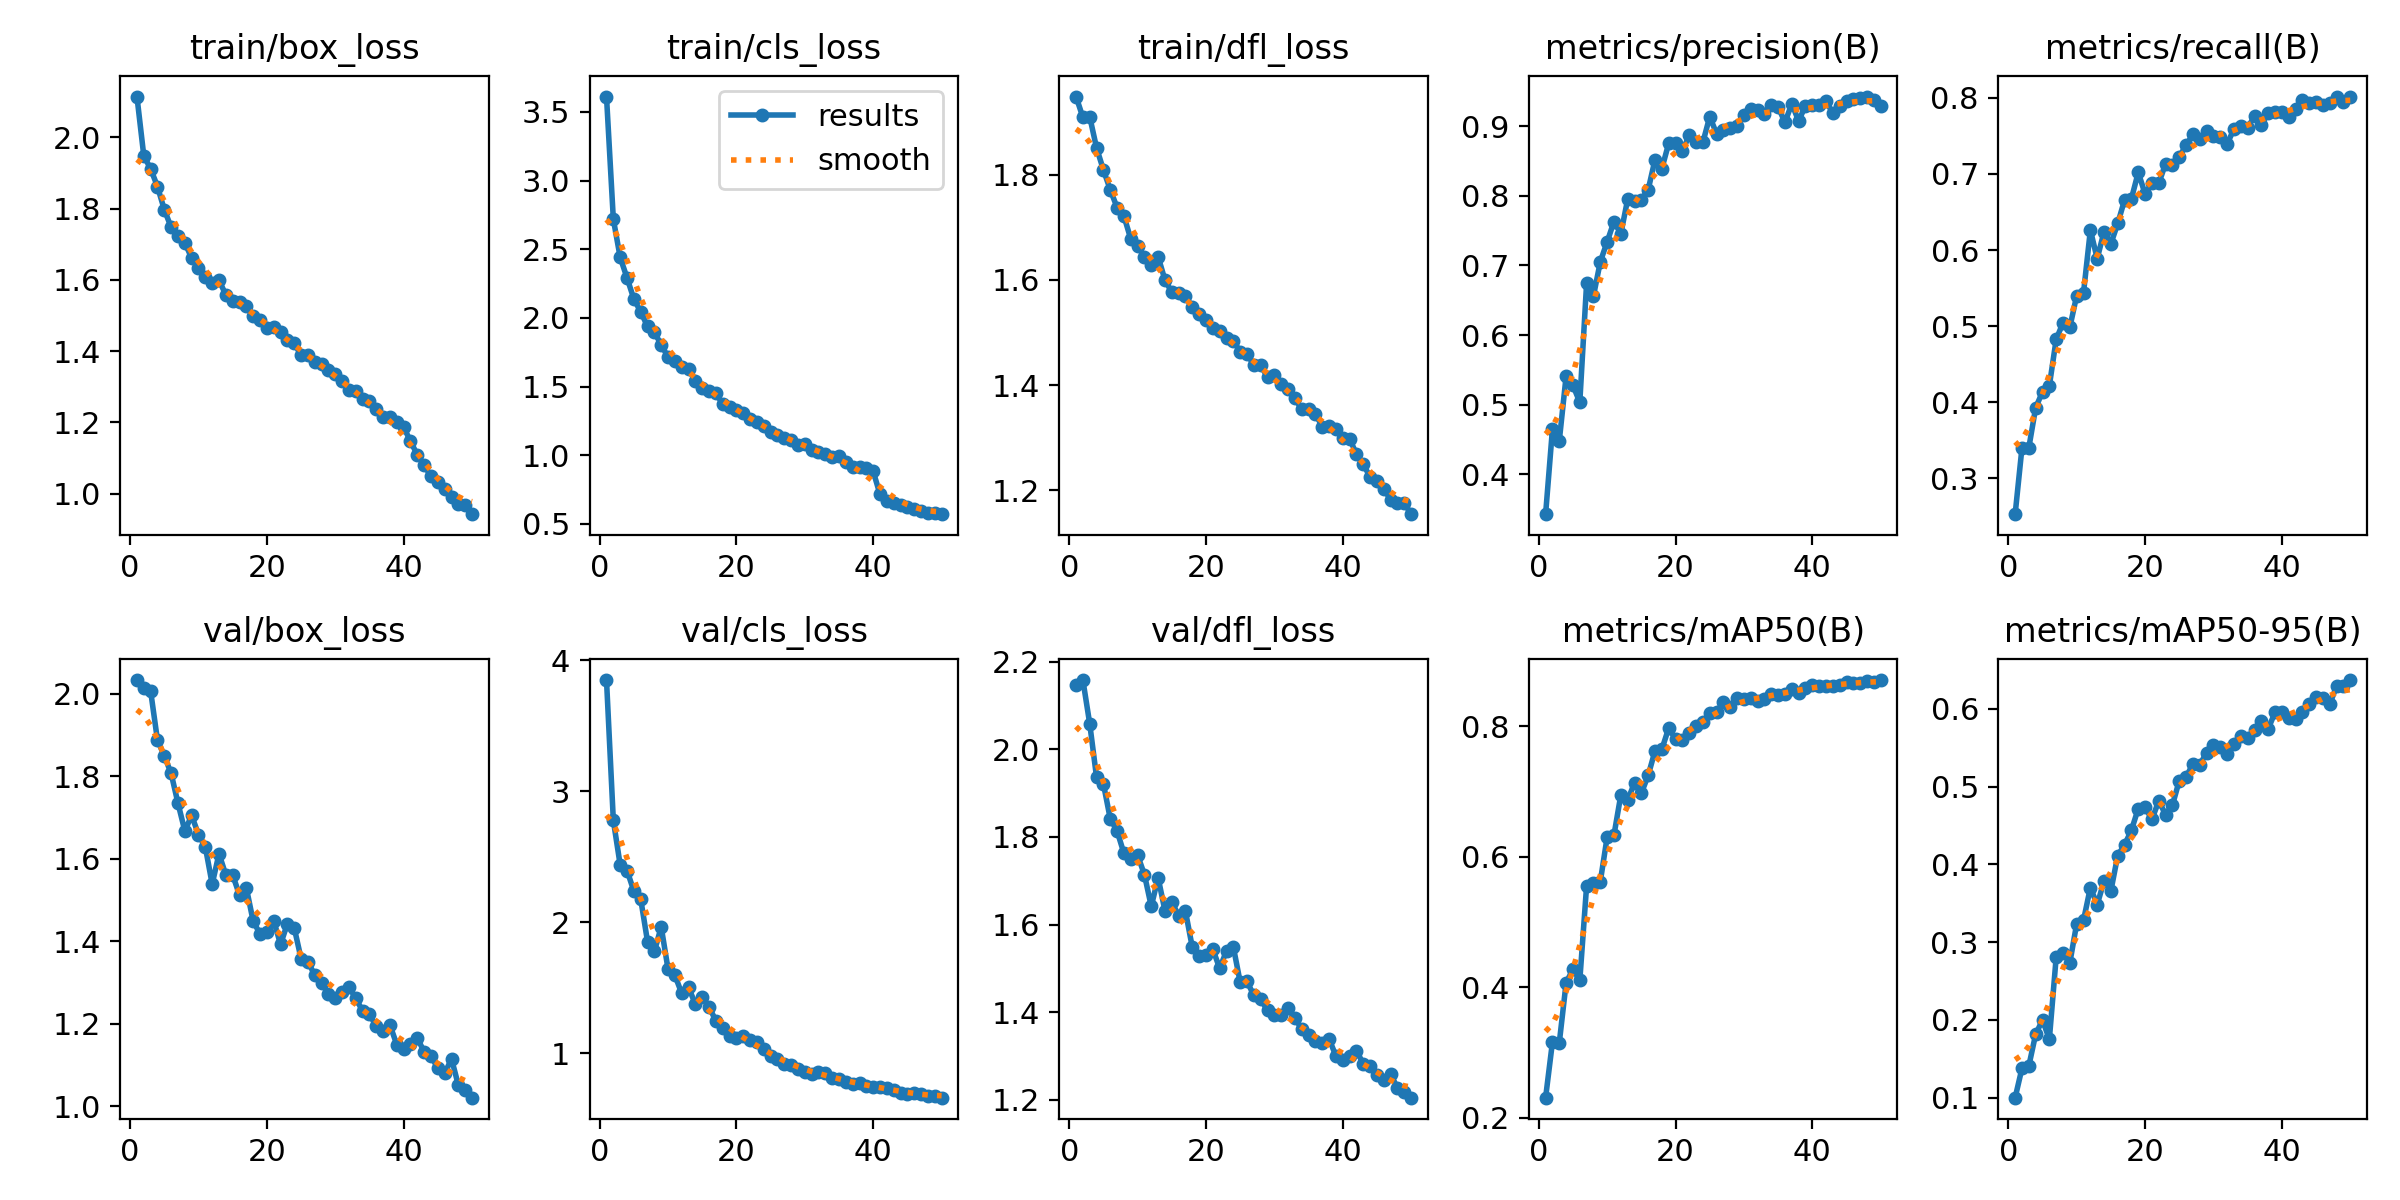 train/box_loss
2.0
1.8
1.6
1.4
1.2
1.0
0 20 40
train/cls_loss
results
smooth
3.5
3.0
2.5
2.0
1.5
1.0
0.5
0 20 40
train/dfl_loss
1.8
1.6
1.4
1.2
0 20 40
metrics/precision(B)
0.9
0.8
0.7
0.6
0.5
0.4
0 20 40
metrics/recall(B)
0.8
0.7
0.6
0.5
0.4
0.3
0 20 40
val/box_loss
2.0
1.8
1.6
1.4
1.2
1.0
0 20 40
val/cls_loss
4
3
2
1
0 20 40
val/dfl_loss
2.2
2.0
1.8
1.6
1.4
1.2
0 20 40
metrics/mAP50(B)
0.8
0.6
0.4
0.2
0 20 40
metrics/mAP50-95(B)
0.6
0.5
0.4
0.3
0.2
0.1
0 20 40